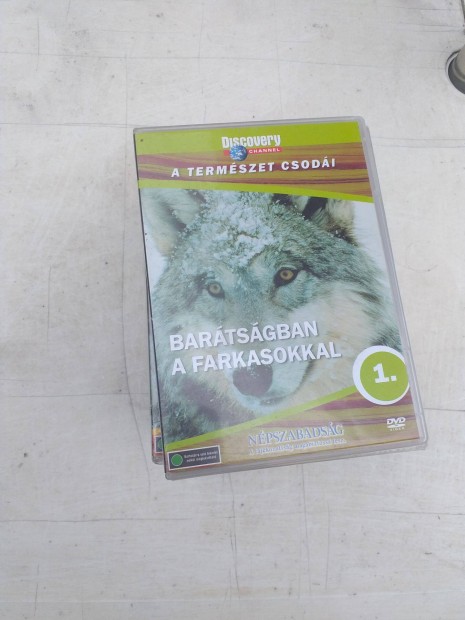 Discovery
CHANNEL
A TERMÉSZET CSODÁI
BARÁTSÁGBAN
A FARKASOKKAL
1.
NÉPSZABADSÁG
DVD